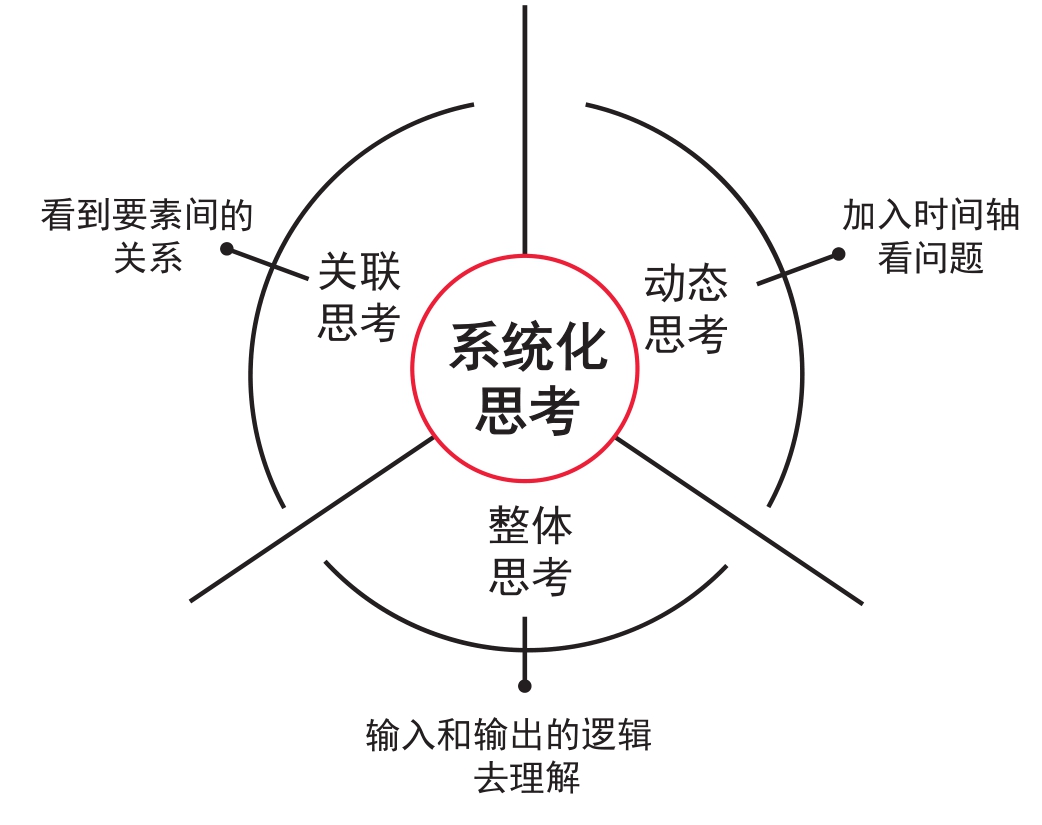 看到要素间的
关系
关联
思考
加入时间轴
看问题
动态
思考
系统化
思考
整体
思考
输入和输出的逻辑
去理解